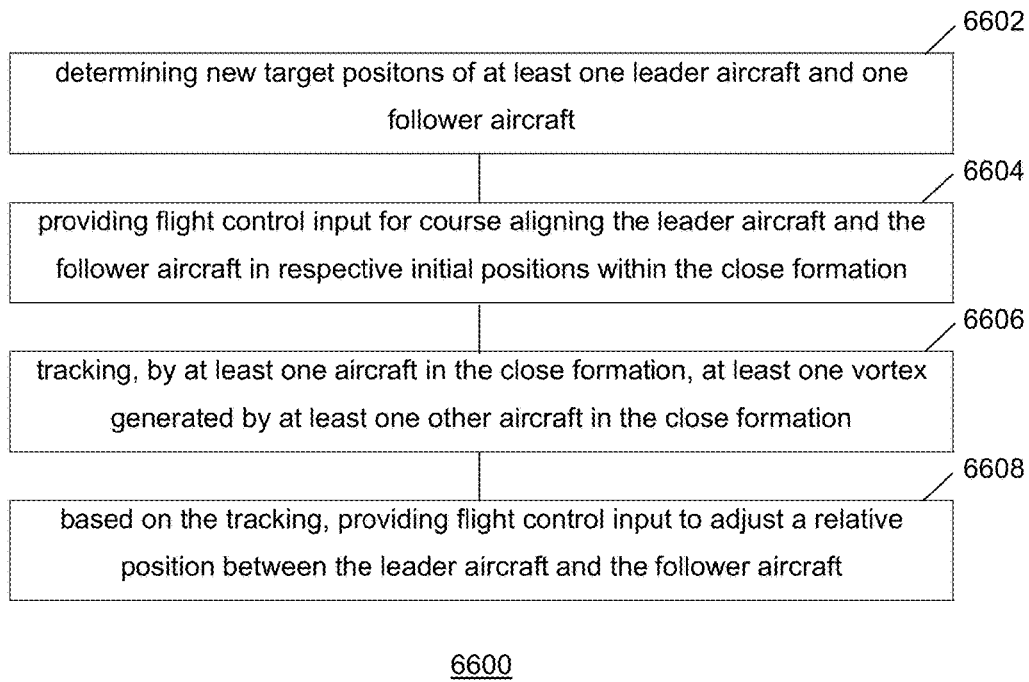 6602
determining new target positons of at least one leader aircraft and one
follower aircraft
6604
providing flight control input for course aligning the leader aircraft and the
follower aircraft in respective initial positions within the close formation
6606
tracking, by at least one aircraft in the close formation, at least one vortex
generated by at least one other aircraft in the close formation
6608
based on the tracking, providing flight control input to adjust a relative
position between the leader aircraft and the follower aircraft
6600